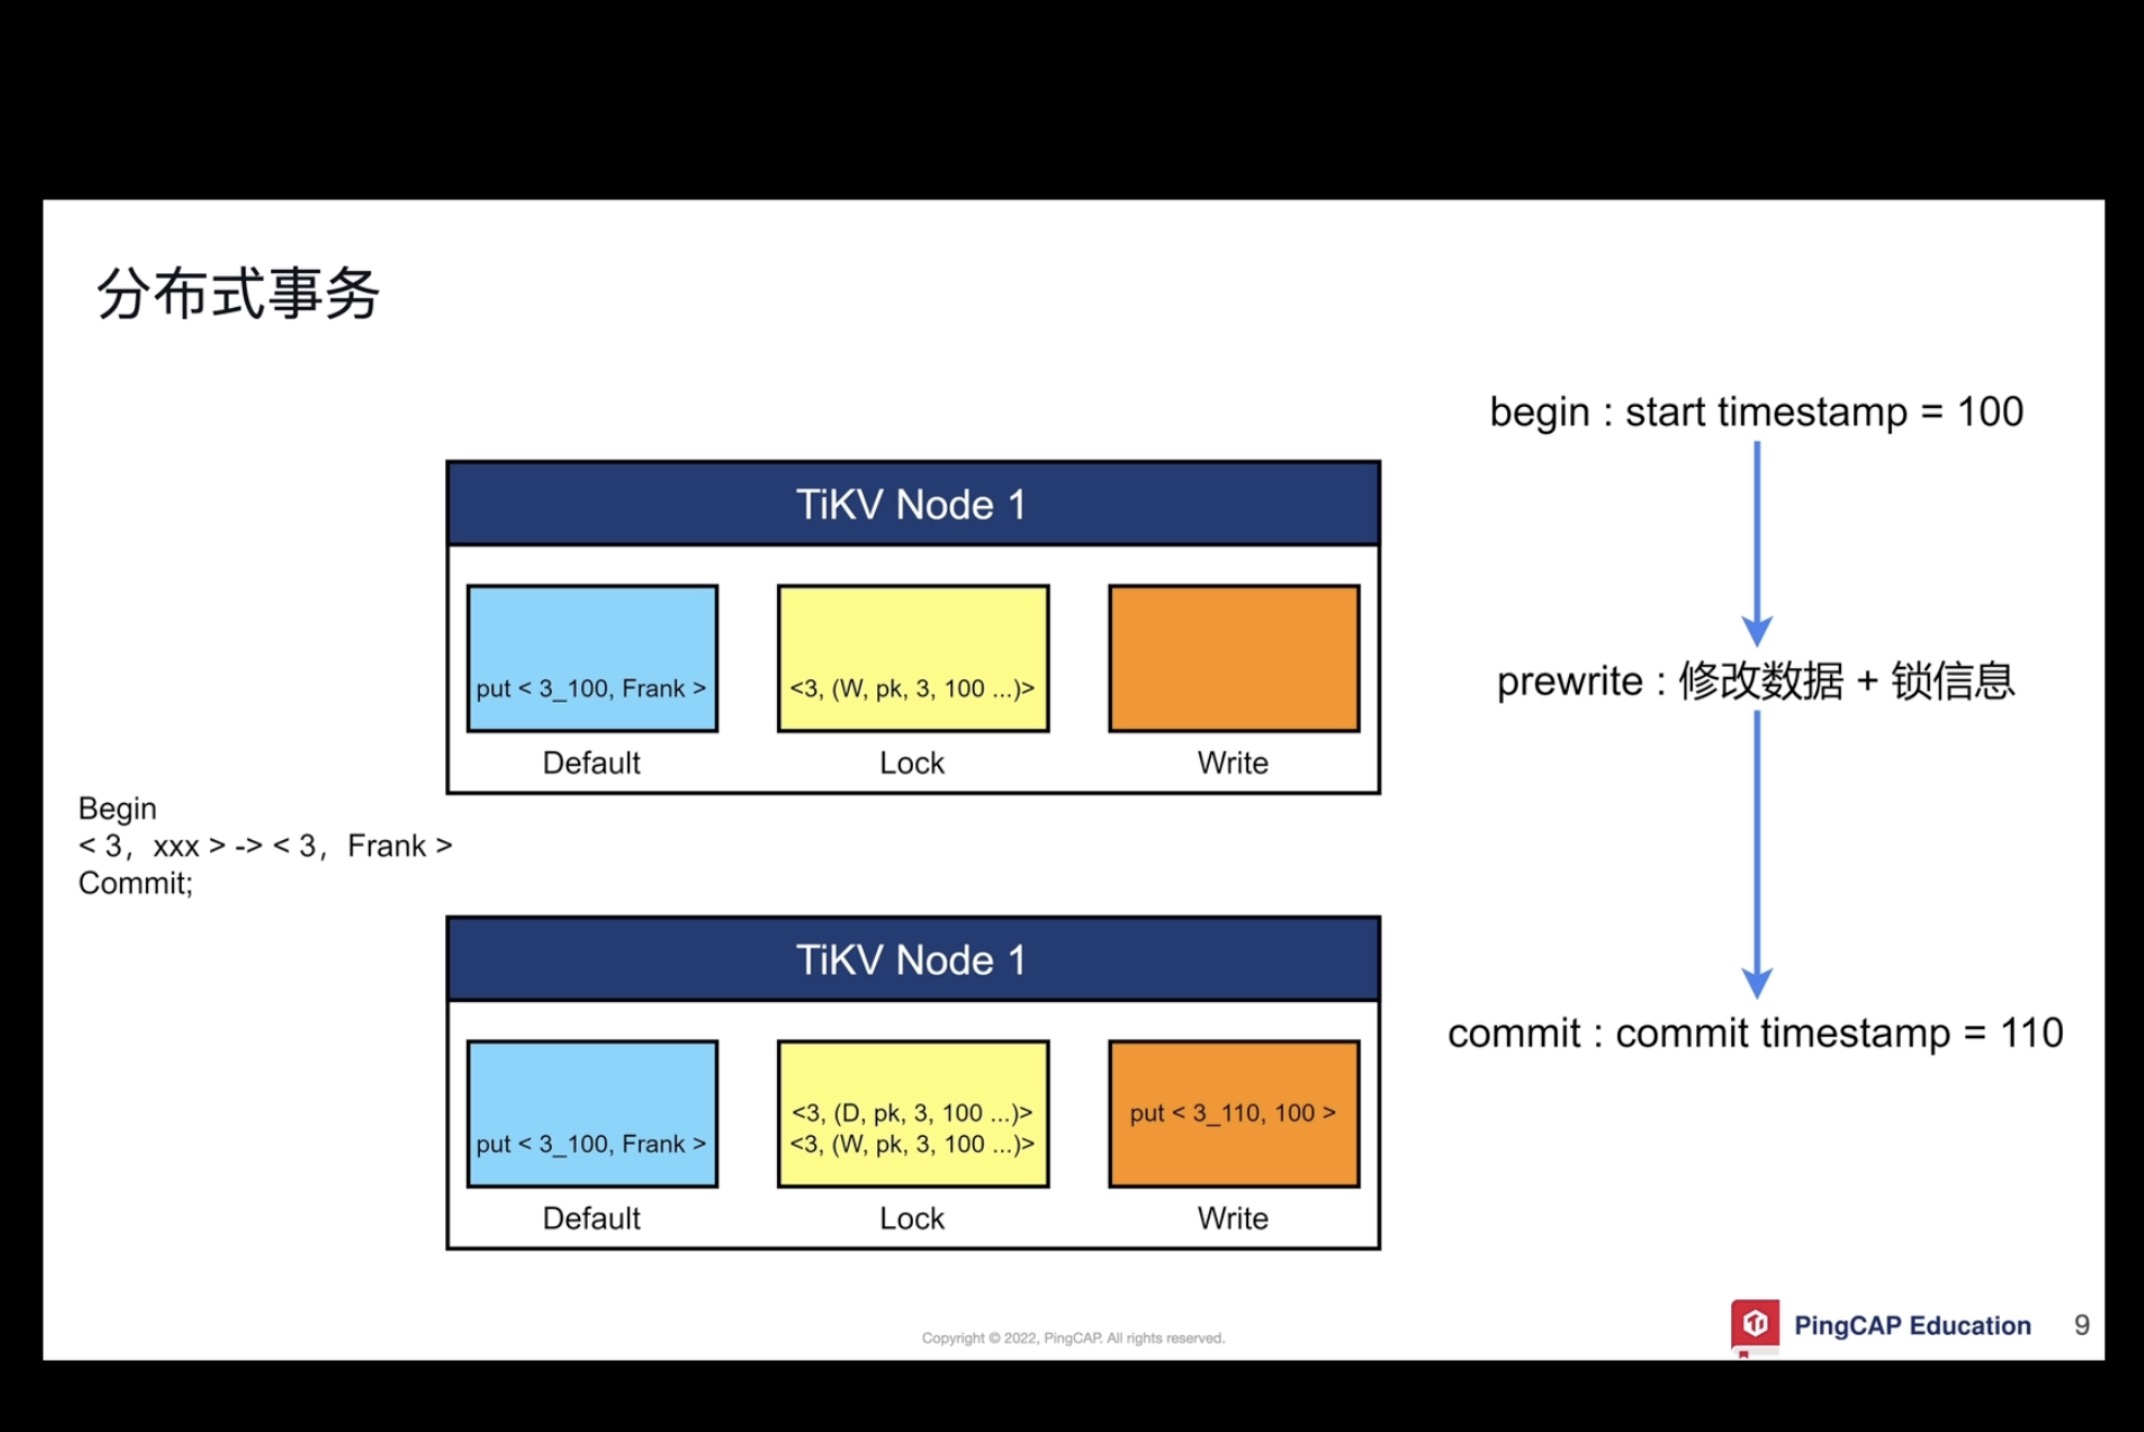 分布式事务
begin : start timestamp = 100
TiKV Node 1
put < 3_100, Frank >
<3, (W, pk, 3, 100 ...)>
Default
Lock
Write
prewrite : 修改数据 + 锁信息
Begin
< 3，xxx > -> < 3，Frank >
Commit;
TiKV Node 1
put < 3_100, Frank >
<3, (D, pk, 3, 100 ...)>
<3, (W, pk, 3, 100 ...)>
put < 3_110, 100 >
Default
Lock
Write
commit : commit timestamp = 110
Copyright © 2022, PingCAP. All rights reserved.
PingCAP Education
9